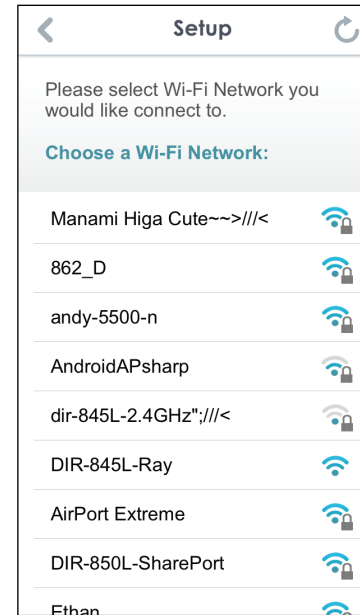 Setup
Please select Wi-Fi Network you
would like connect to.
Choose a Wi-Fi Network:
Manami Higa Cute~~>///<
862_D
andy-5500-n
AndroidAPsharp
dir-845L-2.4GHz";///<
DIR-845L-Ray
AirPort Extreme
DIR-850L-SharePort
Ethan